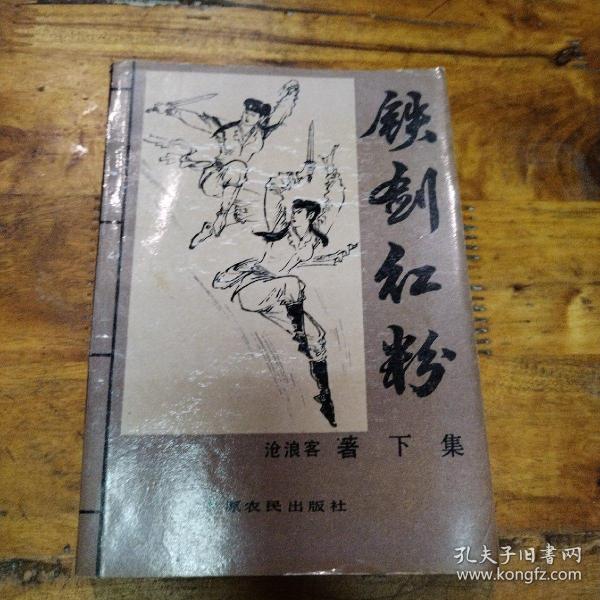 铁剑红粉
沧浪客 著 下集
原农民出版社
孔夫子旧书网
www.kongfz.com